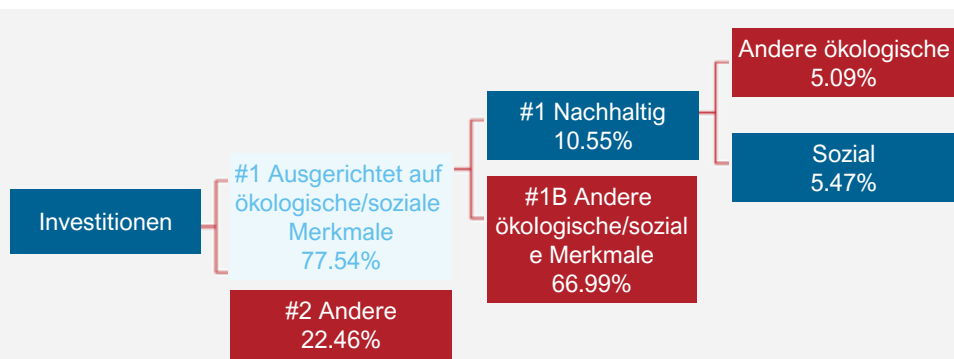 Investitionen
#1 Ausgerichtet auf
ökologische/soziale
Merkmale
77.54%
#2 Andere
22.46%
#1 Nachhaltig
10.55%
#1B Andere
ökologische/sozial
e Merkmale
66.99%
Andere ökologische
5.09%
Sozial
5.47%